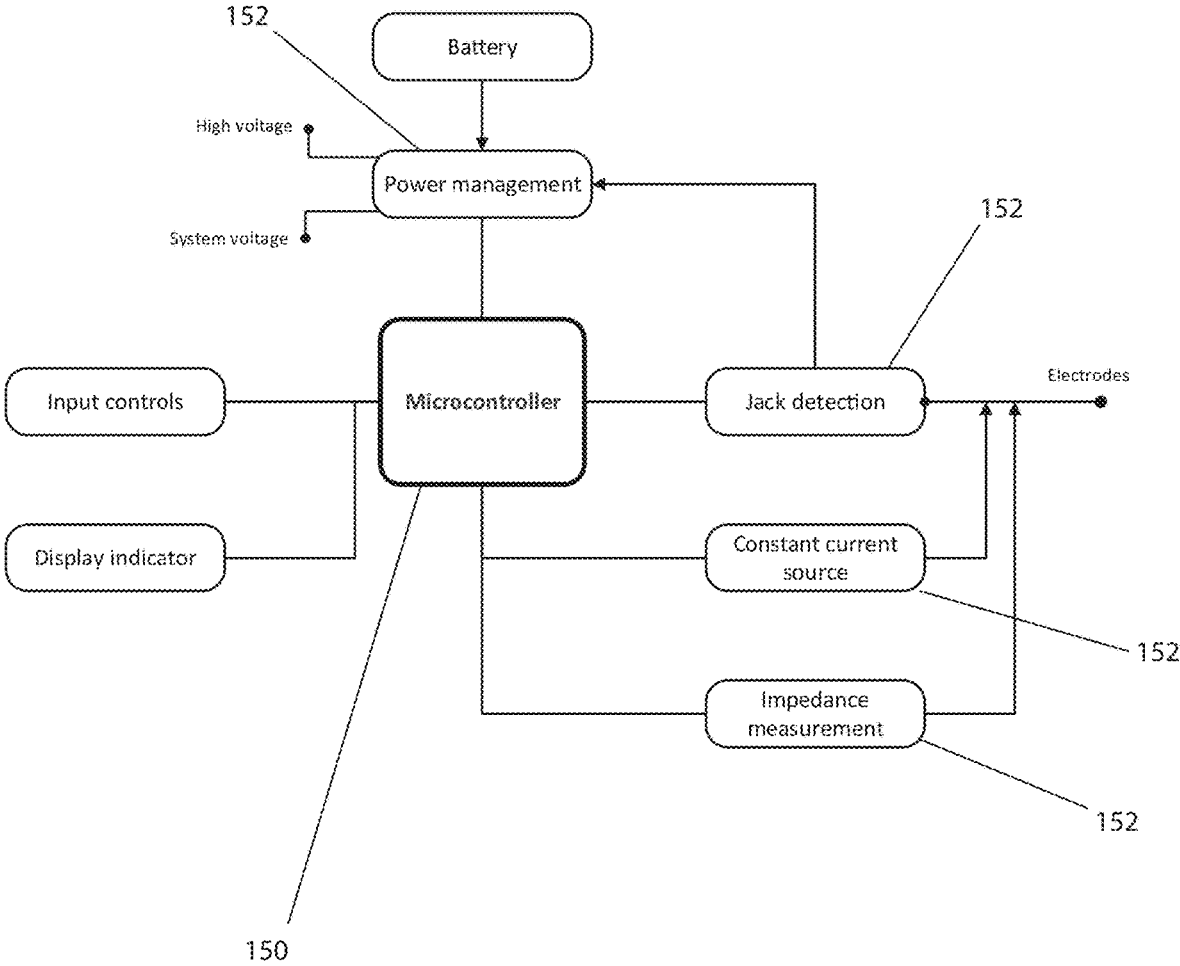 152
Battery
High voltage
Power management
152
System voltage
Electrodes
Input controls
Microcontroller
Jack detection
Display indicator
Constant current
source
152
Impedance
measurement
152
150